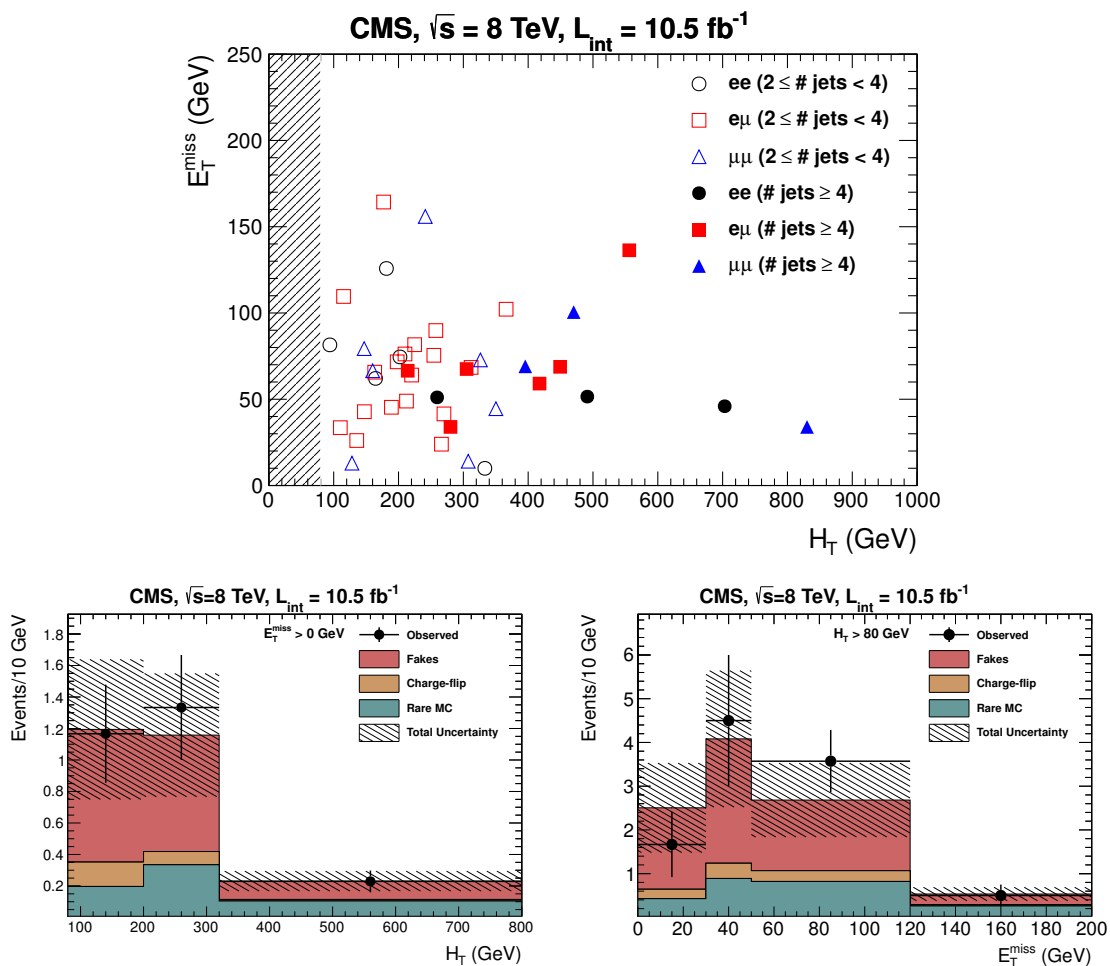 CMS, √s = 8 TeV, L_int = 10.5 fb⁻¹
E_T^miss (GeV)
250
200
150
100
50
0
ee (2 ≤ # jets < 4)
eμ (2 ≤ # jets < 4)
μμ (2 ≤ # jets < 4)
ee (# jets ≥ 4)
eμ (# jets ≥ 4)
μμ (# jets ≥ 4)
0 100 200 300 400 500 600 700 800 900 1000
H_T (GeV)
CMS, √s=8 TeV, L_int = 10.5 fb⁻¹
Events/10 GeV
1.8
1.6
1.4
1.2
1
0.8
0.6
0.4
0.2
E_T^miss > 0 GeV
Observed
Fakes
Charge-flip
Rare MC
Total Uncertainty
100 200 300 400 500 600 700 800
H_T (GeV)
CMS, √s=8 TeV, L_int = 10.5 fb⁻¹
Events/10 GeV
6
5
4
3
2
1
0
H_T > 80 GeV
Observed
Fakes
Charge-flip
Rare MC
Total Uncertainty
0 20 40 60 80 100 120 140 160 180 200
E_T^miss (GeV)